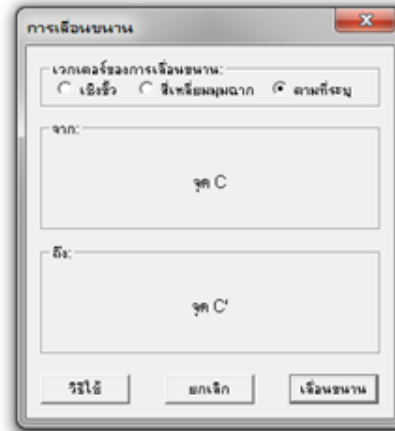 การเลื่อนขนาน
เวกเตอร์ของการเลื่อนขนาน:
เชิงขั้ว สี่เหลี่ยมมุมฉาก ตามที่ระบุ
จาก:
จุด C
ถึง:
จุด C'
วิธีใช้ ยกเลิก เลื่อนขนาน